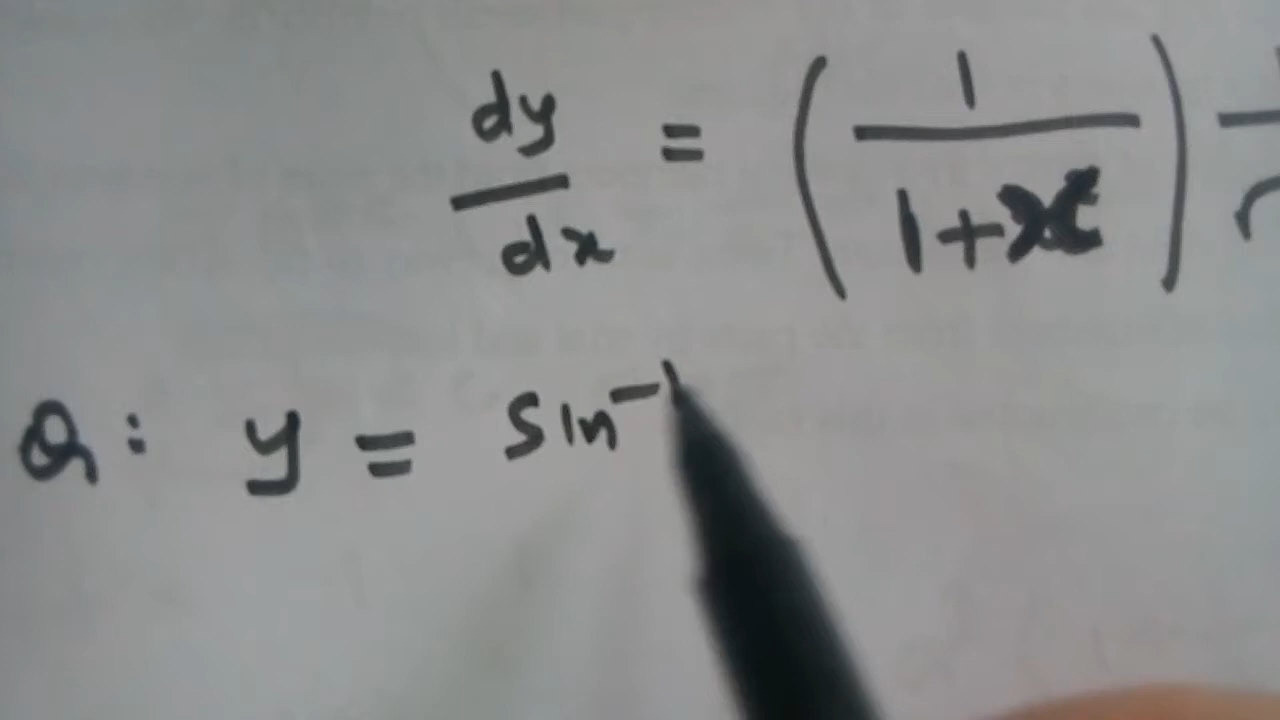 dy/dx = (1/1+x)
Q: y = sin⁻¹